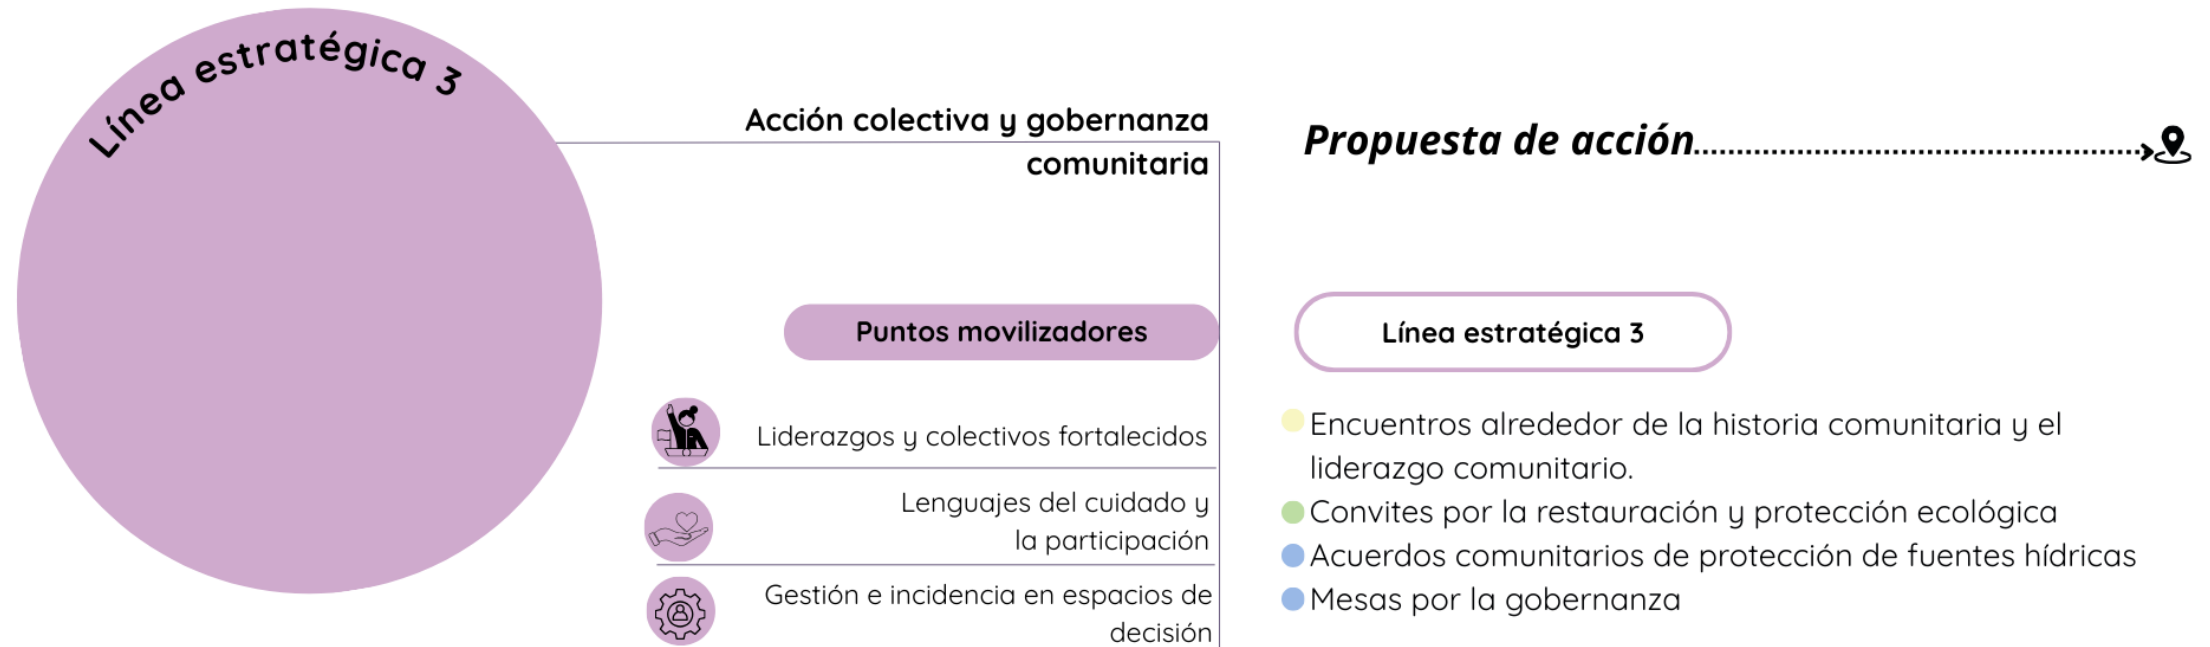 Línea estratégica 3
Acción colectiva y gobernanza
comunitaria
Puntos movilizadores
Liderazgos y colectivos fortalecidos
Lenguajes del cuidado y
la participación
Gestión e incidencia en espacios de
decisión
Propuesta de acción
Línea estratégica 3
Encuentros alrededor de la historia comunitaria y el
liderazgo comunitario.
Convites por la restauración y protección ecológica
Acuerdos comunitarios de protección de fuentes hídricas
Mesas por la gobernanza